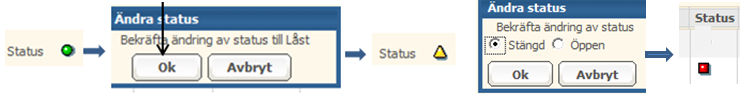 Status
Ändra status
Bekräfta ändring av status till Låst
Ok
Avbryt
Status
Ändra status
Bekräfta ändring av status
Stängd Öppen
Ok
Avbryt
Status